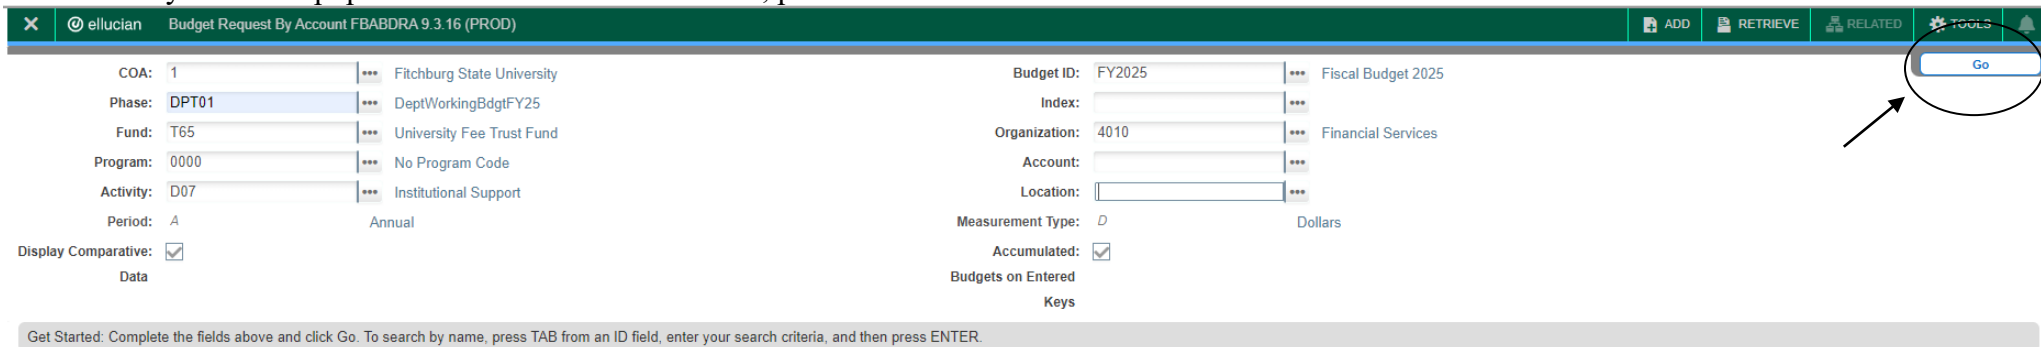 ✕ ellucian Budget Request By Account FBABDRA 9.3.16 (PROD) ADD RETRIEVE RELATED TOOLS
Go
COA: 1 ••• Fitchburg State University Budget ID: FY2025 ••• Fiscal Budget 2025
Phase: DPT01 ••• DeptWorkingBdgtFY25 Index: •••
Fund: T65 ••• University Fee Trust Fund Organization: 4010 ••• Financial Services
Program: 0000 ••• No Program Code Account: •••
Activity: D07 ••• Institutional Support Location: •••
Period: A Annual Measurement Type: D Dollars
Display Comparative: Accumulated:
Data Budgets on Entered
Keys
Get Started: Complete the fields above and click Go. To search by name, press TAB from an ID field, enter your search criteria, and then press ENTER.